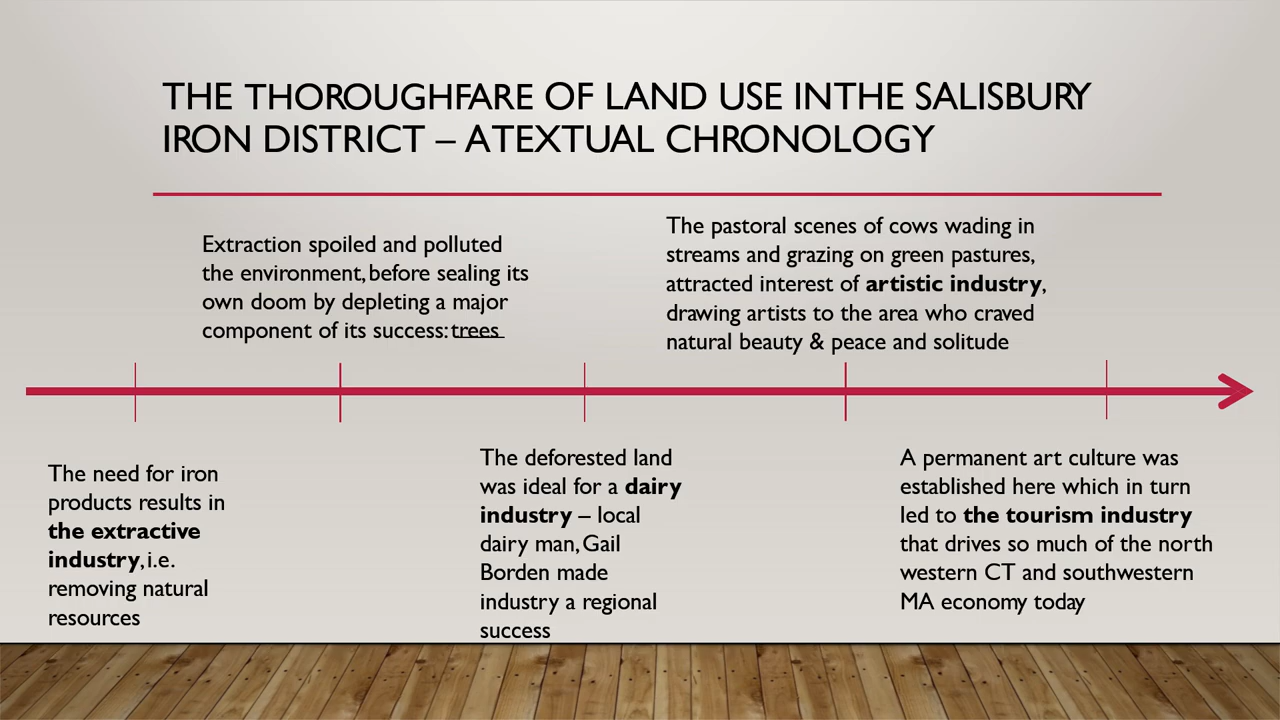 THE THOROUGHFARE OF LAND USE INTHE SALISBURY
IRON DISTRICT – ATEXTUAL CHRONOLOGY
Extraction spoiled and polluted
the environment, before sealing its
own doom by depleting a major
component of its success: trees
The pastoral scenes of cows wading in
streams and grazing on green pastures,
attracted interest of artistic industry,
drawing artists to the area who craved
natural beauty & peace and solitude
The need for iron
products results in
the extractive
industry, i.e.
removing natural
resources
The deforested land
was ideal for a dairy
industry – local
dairy man, Gail
Borden made
industry a regional
success
A permanent art culture was
established here which in turn
led to the tourism industry
that drives so much of the north
western CT and southwestern
MA economy today